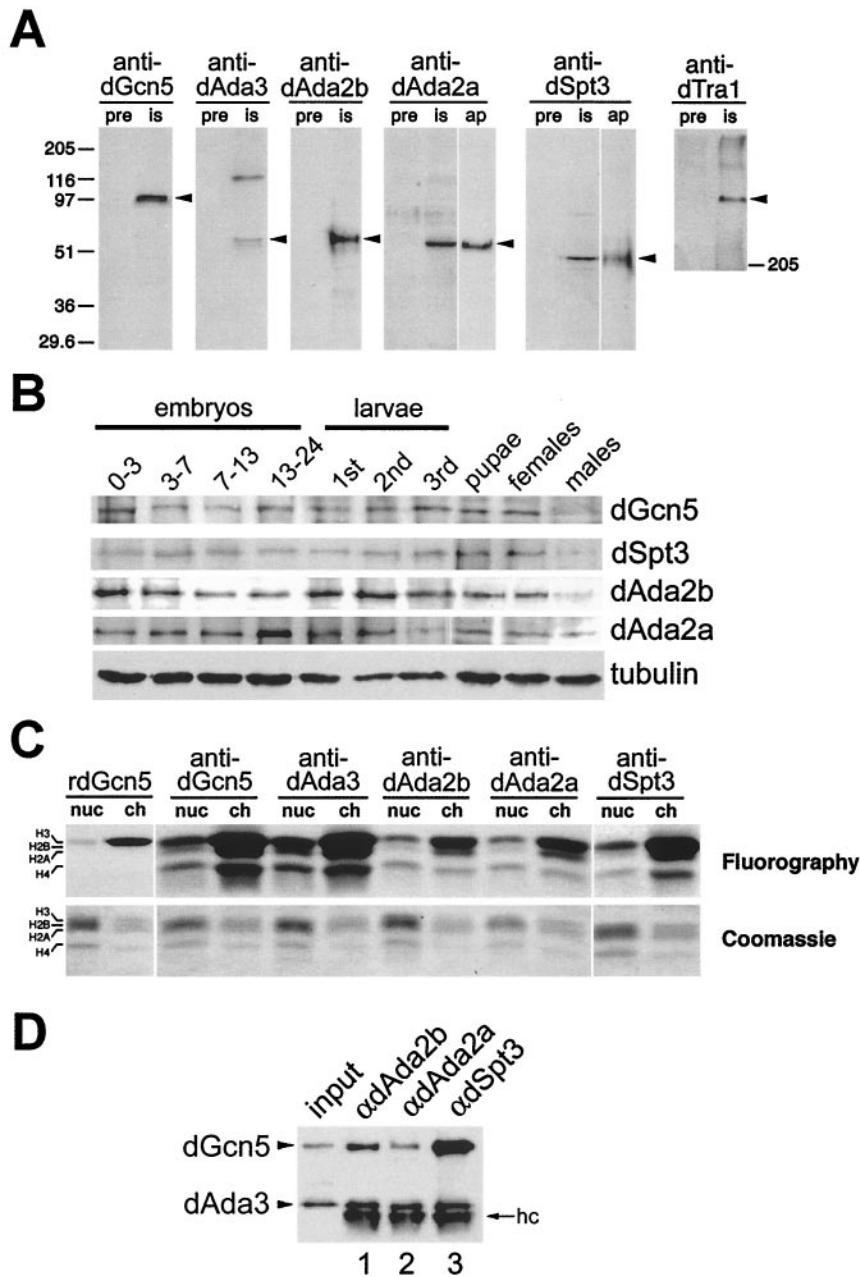 A
anti-dGcn5
anti-dAda3
anti-dAda2b
anti-dAda2a
anti-dSpt3
anti-dTra1
pre is
pre is
pre is
pre is ap
pre is ap
pre is
205
116
97
51
36
29.6
205
B
embryos
larvae
0-3
3-7
7-13
13-24
1st
2nd
3rd
pupae
females
males
dGcn5
dSpt3
dAda2b
dAda2a
tubulin
C
rdGcn5
anti-dGcn5
anti-dAda3
anti-dAda2b
anti-dAda2a
anti-dSpt3
nuc ch
nuc ch
nuc ch
nuc ch
nuc ch
nuc ch
H3
H2B
H2A
H4
Fluorography
H3
H2B
H2A
H4
Coomassie
D
input
αdAda2b
αdAda2a
αdSpt3
dGcn5
dAda3
hc
1 2 3